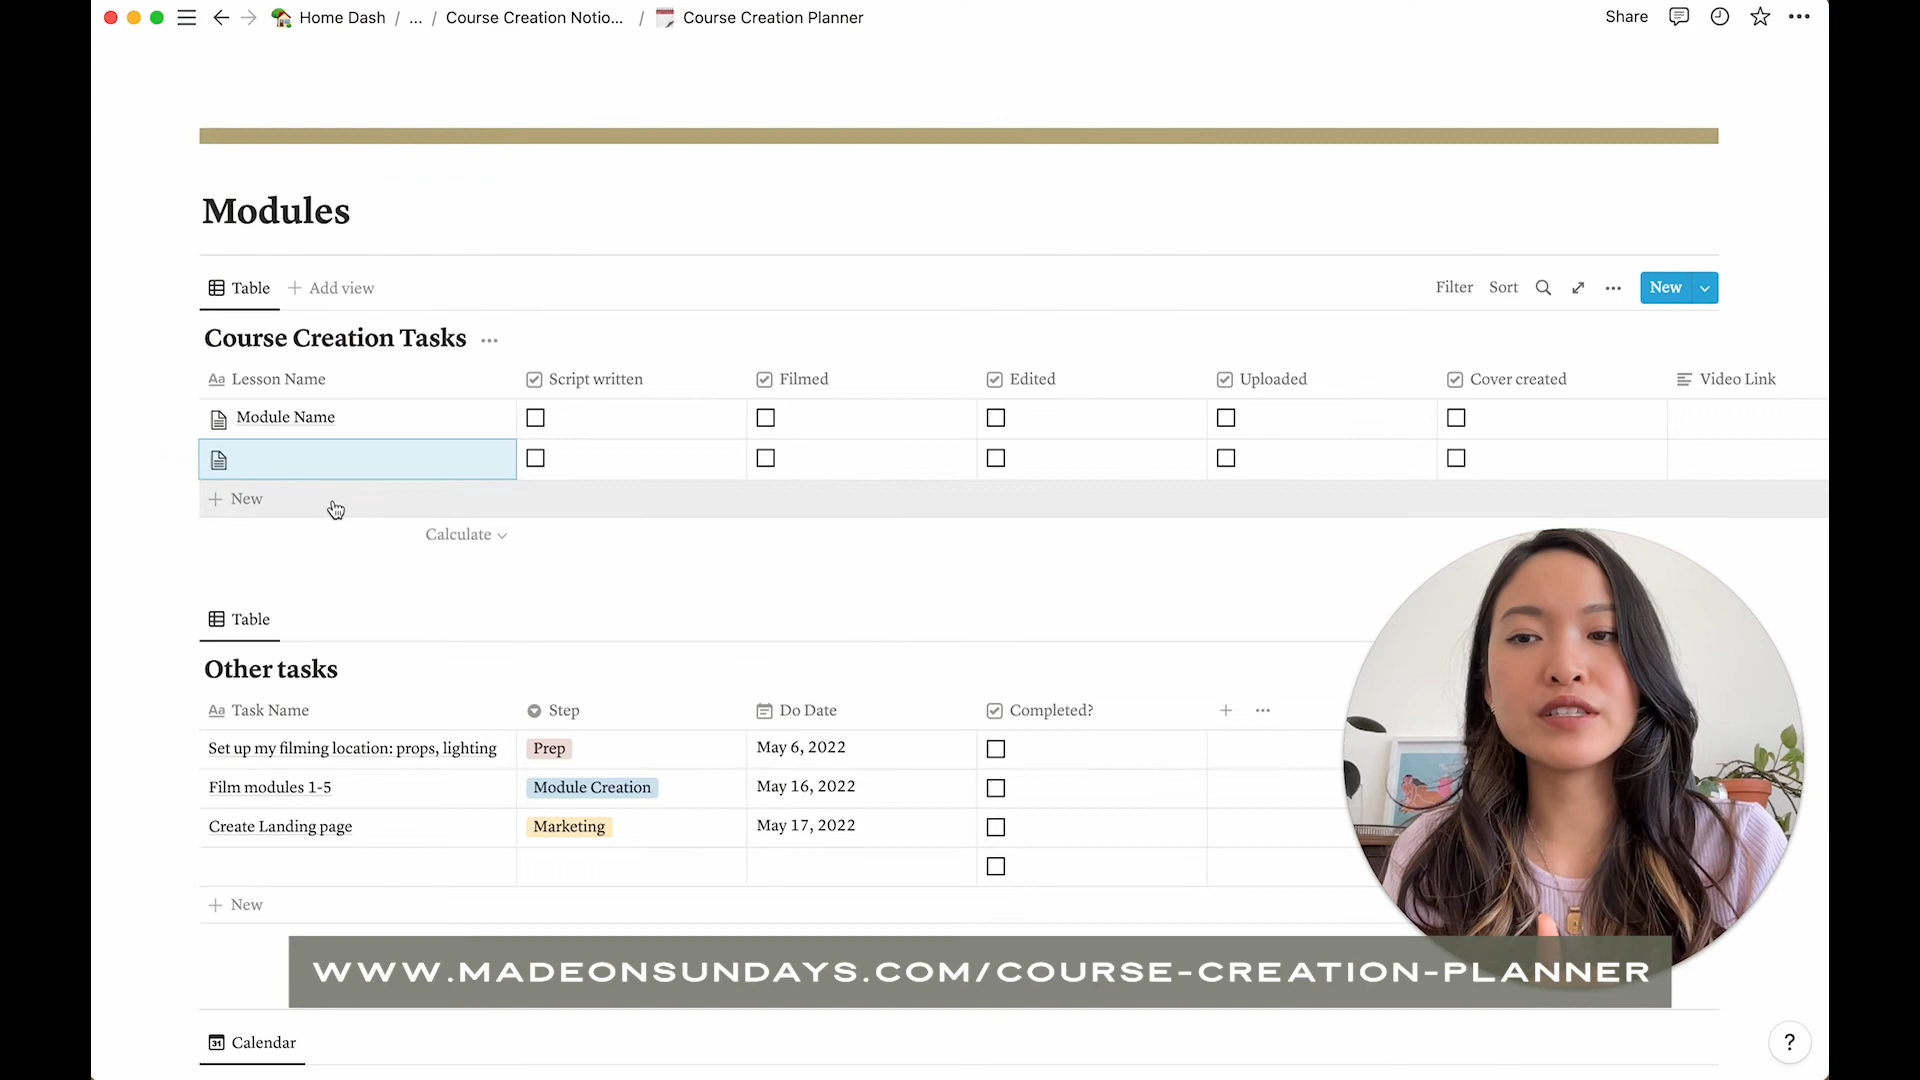 Home Dash / ... / Course Creation Notio... / Course Creation Planner
Share
Modules
Table
Add view
Filter Sort
New
Course Creation Tasks
Aa Lesson Name Script written Filmed Edited Uploaded Cover created Video Link
Module Name
+ New
Calculate
Table
Other tasks
Aa Task Name Step Do Date Completed?
Set up my filming location: props, lighting Prep May 6, 2022
Film modules 1-5 Module Creation May 16, 2022
Create Landing page Marketing May 17, 2022
+ New
WWW.MADEONSUNDAYS.COM/COURSE-CREATION-PLANNER
31 Calendar
?